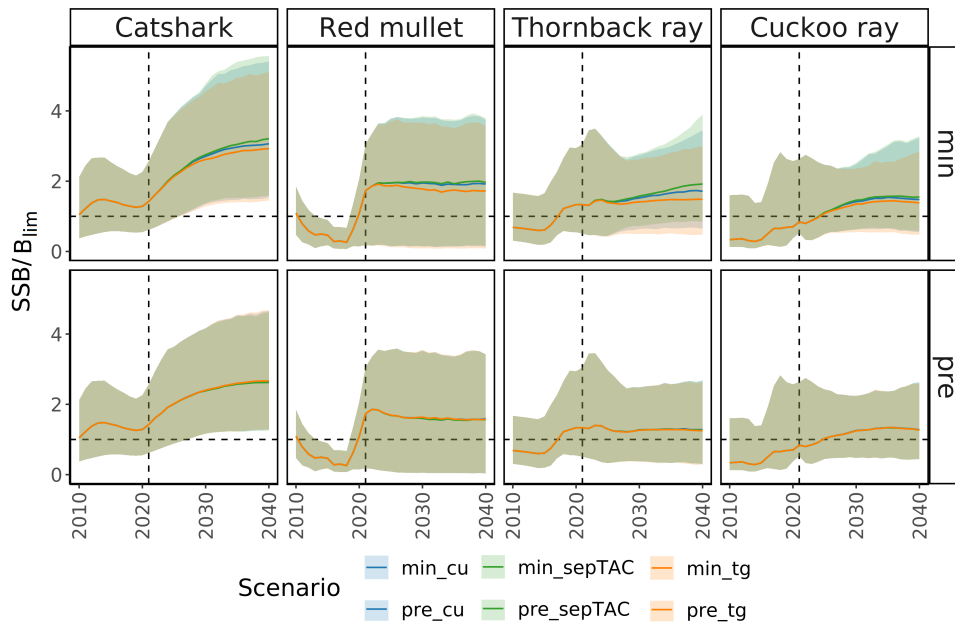 Catshark Red mullet Thornback ray Cuckoo ray
SSB/ Blim
4
2
0
min
4
2
0
pre
2010 2020 2030 2040 2010 2020 2030 2040 2010 2020 2030 2040 2010 2020 2030 2040
Scenario
min_cu min_sepTAC min_tg
pre_cu pre_sepTAC pre_tg